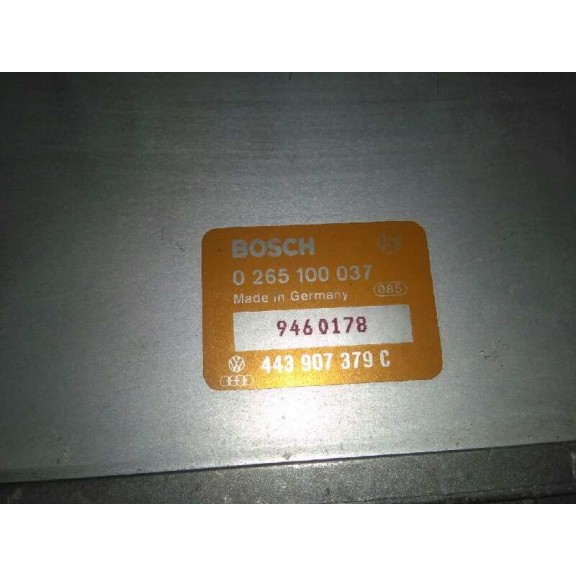 BOSCH
0 265 100 037
Made in Germany 085
9460178
443 907 379 C